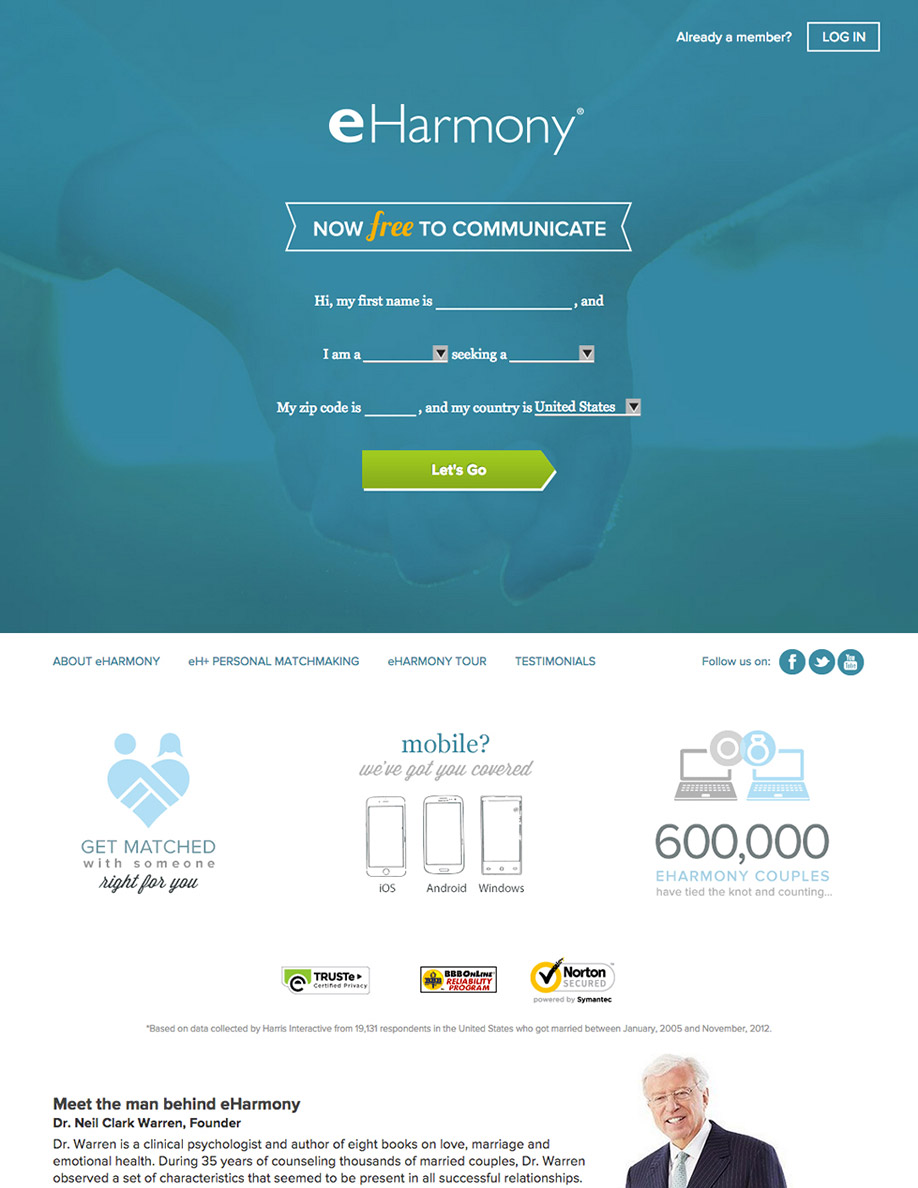 Already a member? LOG IN
eHarmony®
NOW free TO COMMUNICATE
Hi, my first name is , and
I am a seeking a
My zip code is , and my country is United States
Let's Go
ABOUT eHARMONY eH+ PERSONAL MATCHMAKING eHARMONY TOUR TESTIMONIALS Follow us on: f You Tube
GET MATCHED
with someone
right for you
mobile?
we've got you covered
iOS Android Windows
600,000
EHARMONY COUPLES
have tied the knot and counting...
TRUSTe
Certified Privacy
BBB
BBBONLINE
RELIABILITY
PROGRAM
Norton
SECURED
powered by Symantec
*Based on data collected by Harris Interactive from 19,131 respondents in the United States who got married between January, 2005 and November, 2012.
Meet the man behind eHarmony
Dr. Neil Clark Warren, Founder
Dr. Warren is a clinical psychologist and author of eight books on love, marriage and
emotional health. During 35 years of counseling thousands of married couples, Dr. Warren
observed a set of characteristics that seemed to be present in all successful relationships.